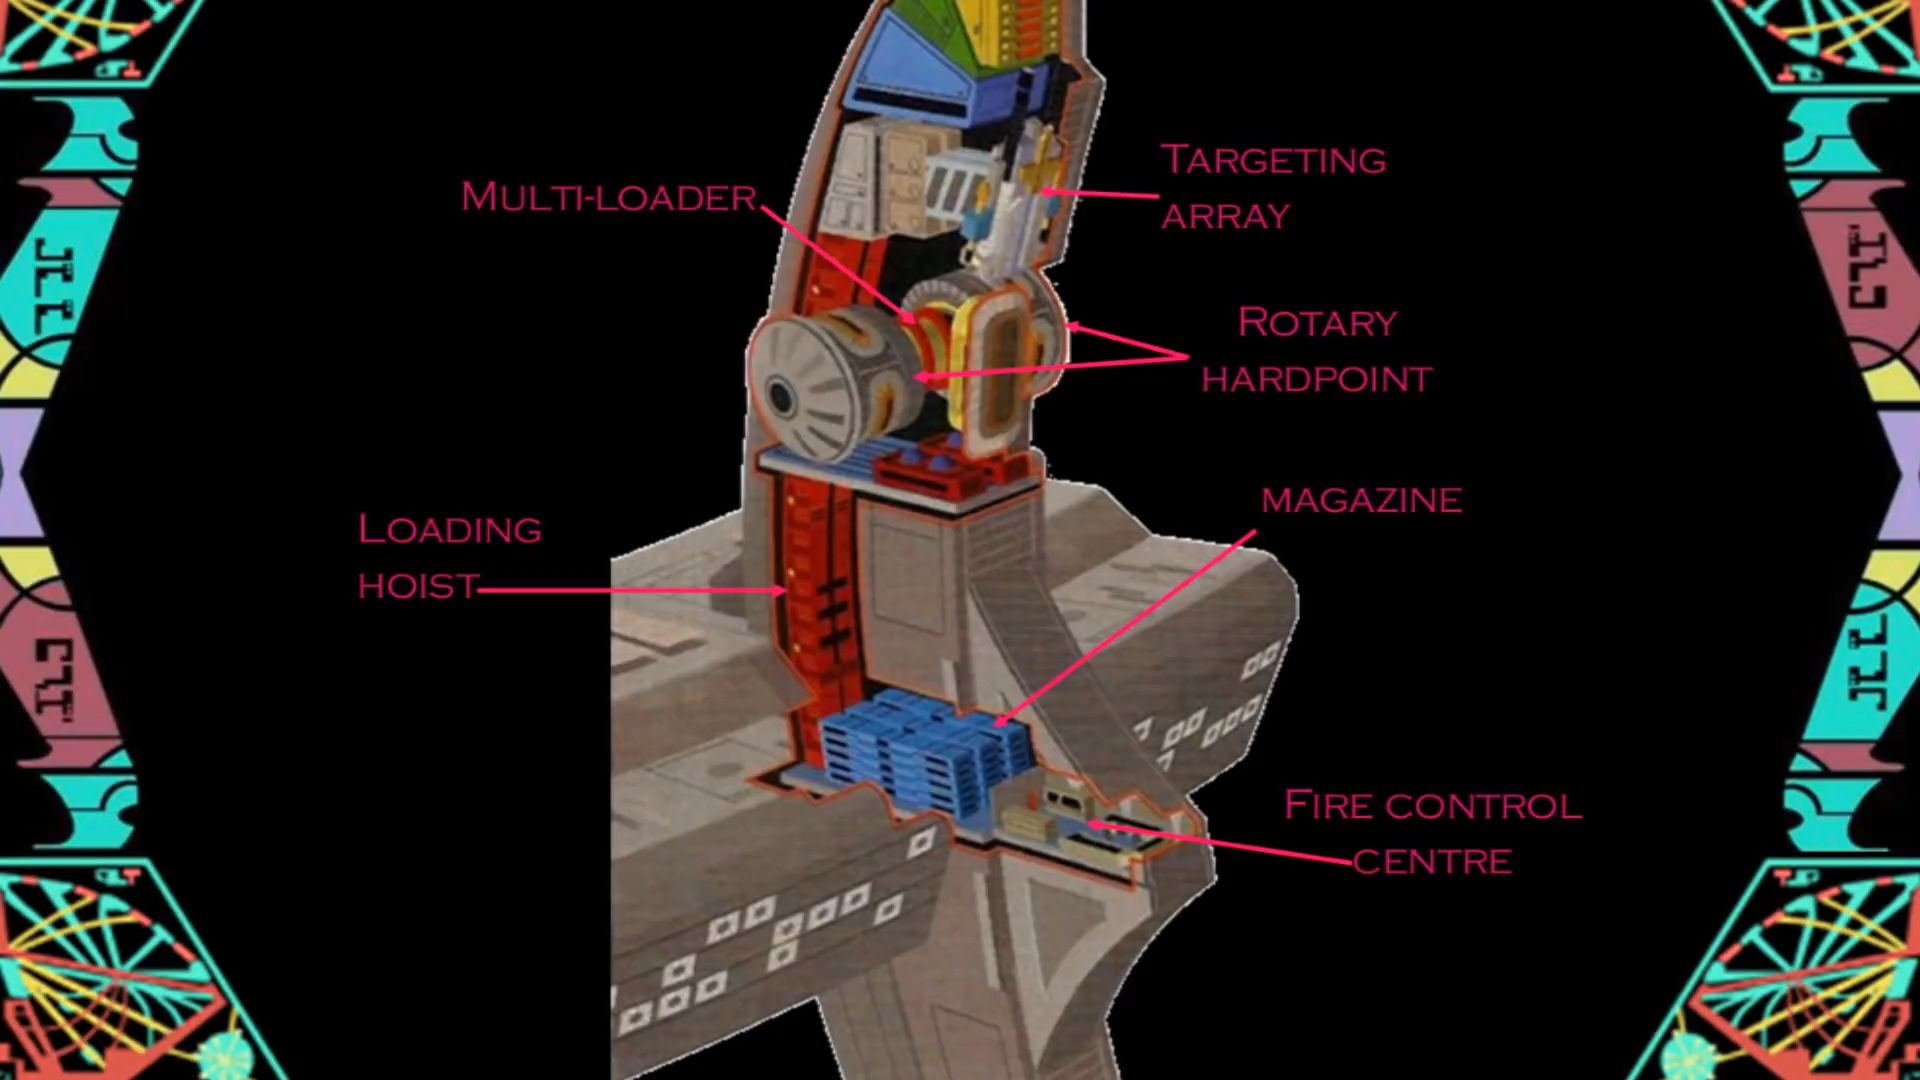 Targeting
array
Multi-loader
Rotary
hardpoint
magazine
Loading
hoist
Fire control
centre